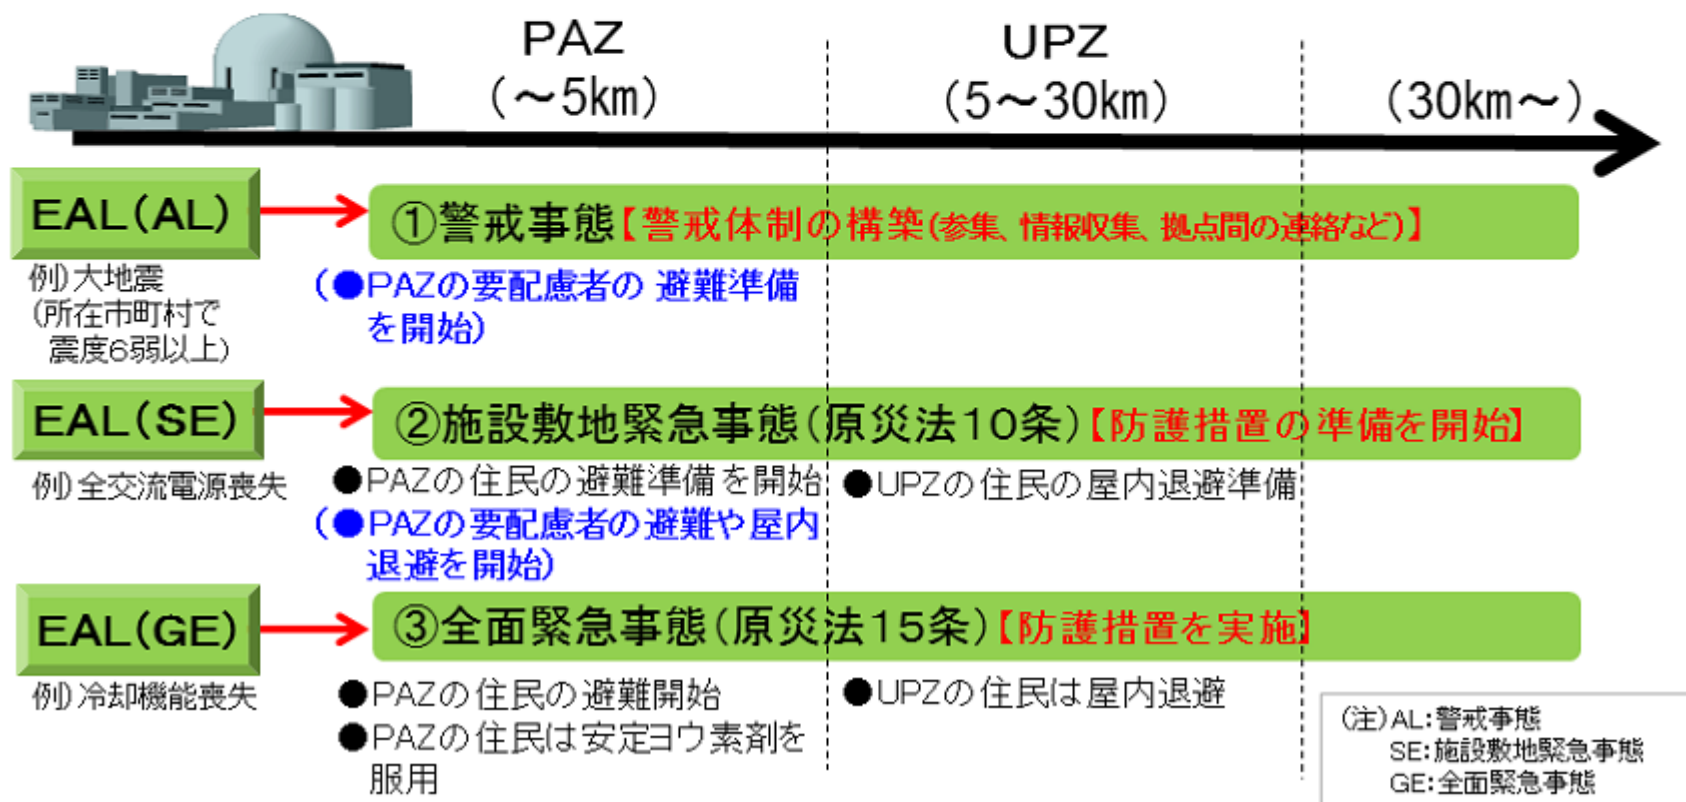 PAZ
(～5km)
UPZ
(5～30km)
(30km～)
EAL(AL)
①警戒事態【警戒体制の構築(参集、情報収集、拠点間の連絡など)】
例)大地震
(所在市町村で
震度6弱以上)
(●PAZの要配慮者の 避難準備
を開始)
EAL(SE)
②施設敷地緊急事態(原災法10条)【防護措置の準備を開始】
例)全交流電源喪失
●PAZの住民の避難準備を開始
●UPZの住民の屋内退避準備
(●PAZの要配慮者の避難や屋内
退避を開始)
EAL(GE)
③全面緊急事態(原災法15条)【防護措置を実施】
例)冷却機能喪失
●PAZの住民の避難開始
●UPZの住民は屋内退避
●PAZの住民は安定ヨウ素剤を
服用
(注)AL:警戒事態
SE:施設敷地緊急事態
GE:全面緊急事態